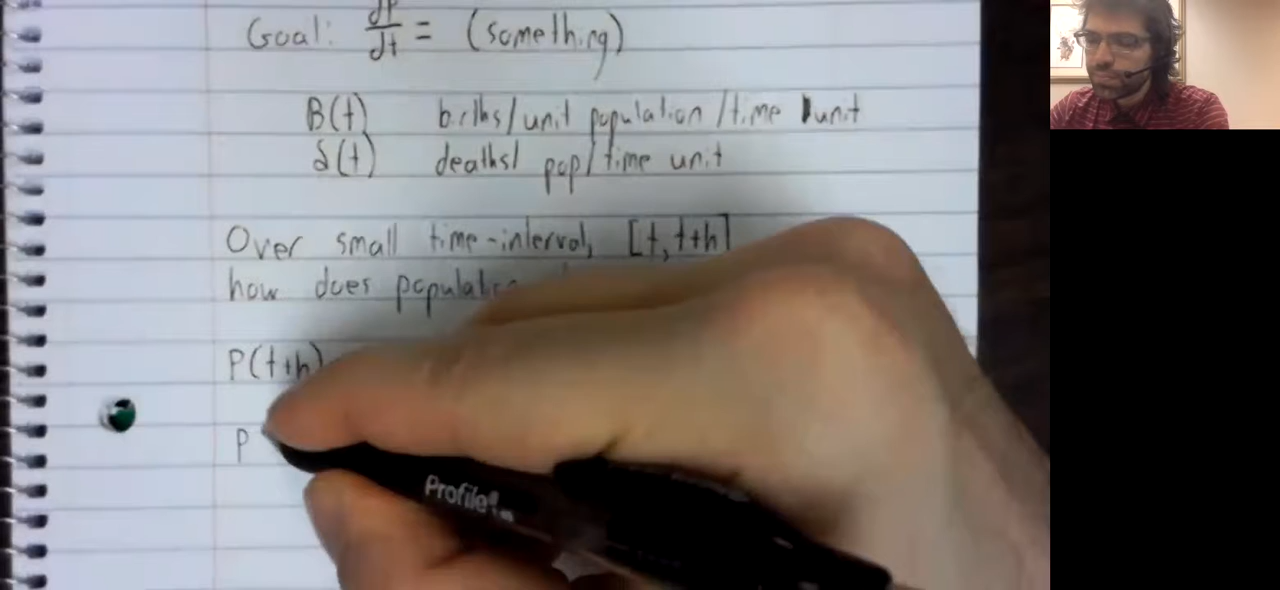 Goal: dP/dt = (something)
B(t) births/unit population/time unit
δ(t) deaths/pop/time unit
Over small time-interval, [t, t+h]
how does
P(t+h)
P
Profile